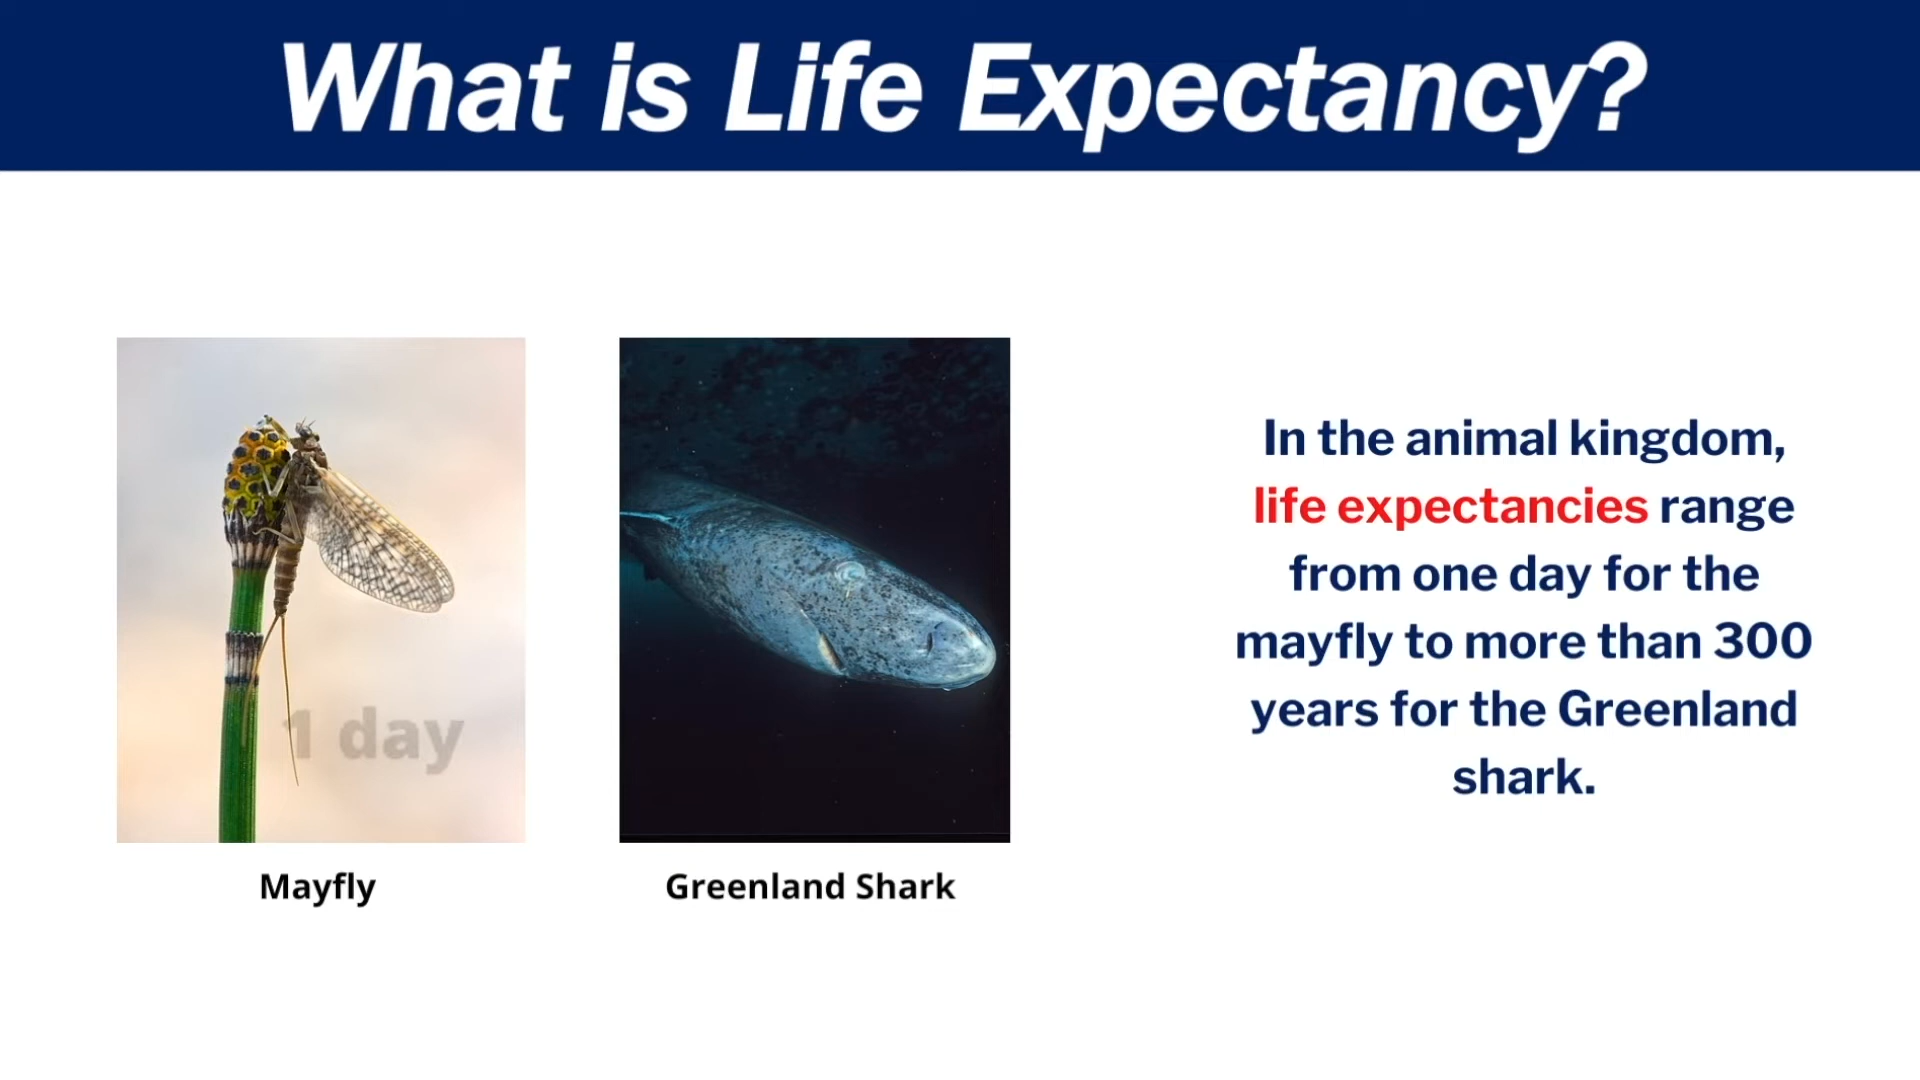 What is Life Expectancy?
1 day
Mayfly
Greenland Shark
In the animal kingdom,
life expectancies range
from one day for the
mayfly to more than 300
years for the Greenland
shark.